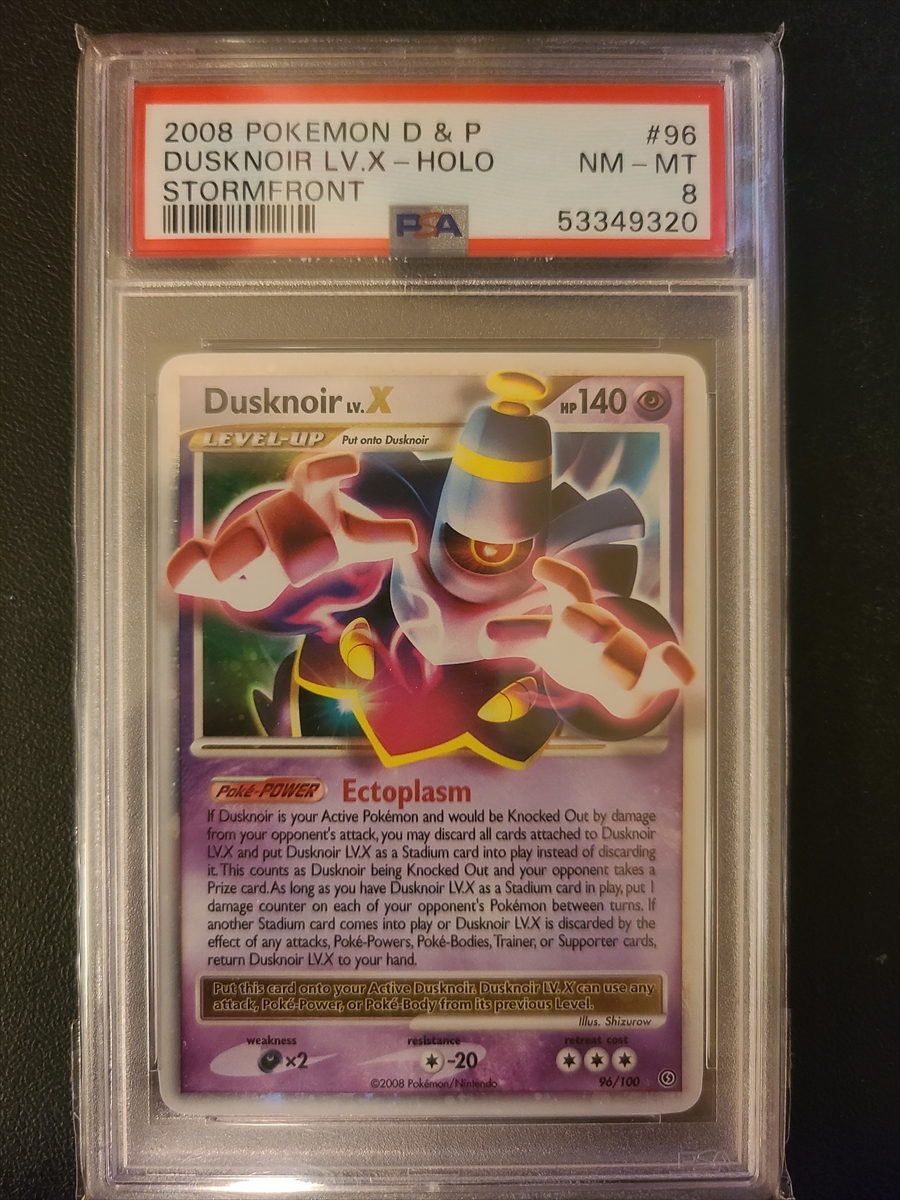 2008 POKEMON D & P #96
DUSKNOIR LV.X – HOLO NM – MT
STORMFRONT 8
PSA 53349320
Dusknoir LV.X HP 140
LEVEL-UP Put onto Dusknoir
Poké-POWER Ectoplasm
If Dusknoir is your Active Pokémon and would be Knocked Out by damage
from your opponent's attack, you may discard all cards attached to Dusknoir
LV.X and put Dusknoir LV.X as a Stadium card into play instead of discarding
it. This counts as Dusknoir being Knocked Out and your opponent takes a
Prize card. As long as you have Dusknoir LV.X as a Stadium card in play, put 1
damage counter on each of your opponent's Pokémon between turns. If
another Stadium card comes into play or Dusknoir LV.X is discarded by the
effect of any attacks, Poké-Powers, Poké-Bodies, Trainer, or Supporter cards,
return Dusknoir LV.X to your hand.
Put this card onto your Active Dusknoir. Dusknoir LV.X can use any
attack, Poké-Power, or Poké-Body from its previous Level.
Illus. Shizurow
weakness resistance retreat cost
×2 -20
©2008 Pokémon/Nintendo 96/100
PSA